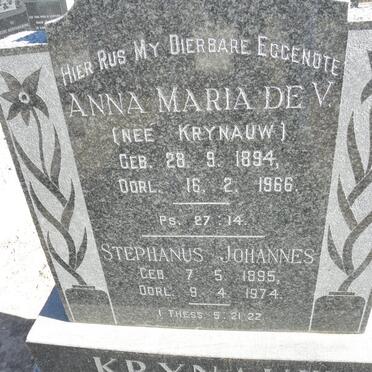 HIER RUS MY DIERBARE EGGENOTE
ANNA MARIA DE V.
(NEE KRYNAUW)
GEB. 28. 9. 1894,
OORL. 16. 2. 1966.
PS. 27 : 14.
STEPHANUS JOHANNES
GEB. 7. 5. 1895,
OORL. 9. 4. 1974.
I THESS. 5 : 21.22
KRYNAUW